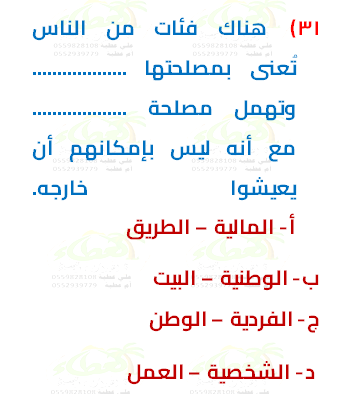 ٣١) هناك فئات من الناس
تُعنى بمصلحتها ...................
وتهمل مصلحة ...................
مع أنه ليس بإمكانهم أن
يعيشوا خارجه.
أ- المالية – الطريق
ب- الوطنية – البيت
ج- الفردية – الوطن
د- الشخصية – العمل